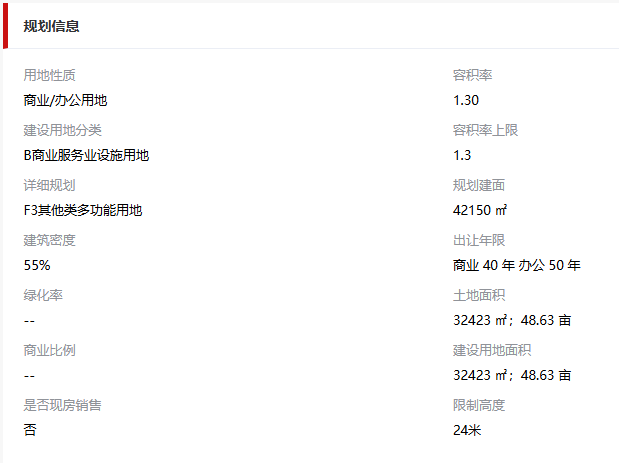 规划信息
用地性质
容积率
商业/办公用地
1.30
建设用地分类
容积率上限
B商业服务业设施用地
1.3
详细规划
规划建面
F3其他类多功能用地
42150 ㎡
建筑密度
出让年限
55%
商业 40 年 办公 50 年
绿化率
土地面积
--
32423 ㎡; 48.63 亩
商业比例
建设用地面积
--
32423 ㎡; 48.63 亩
是否现房销售
限制高度
否
24米